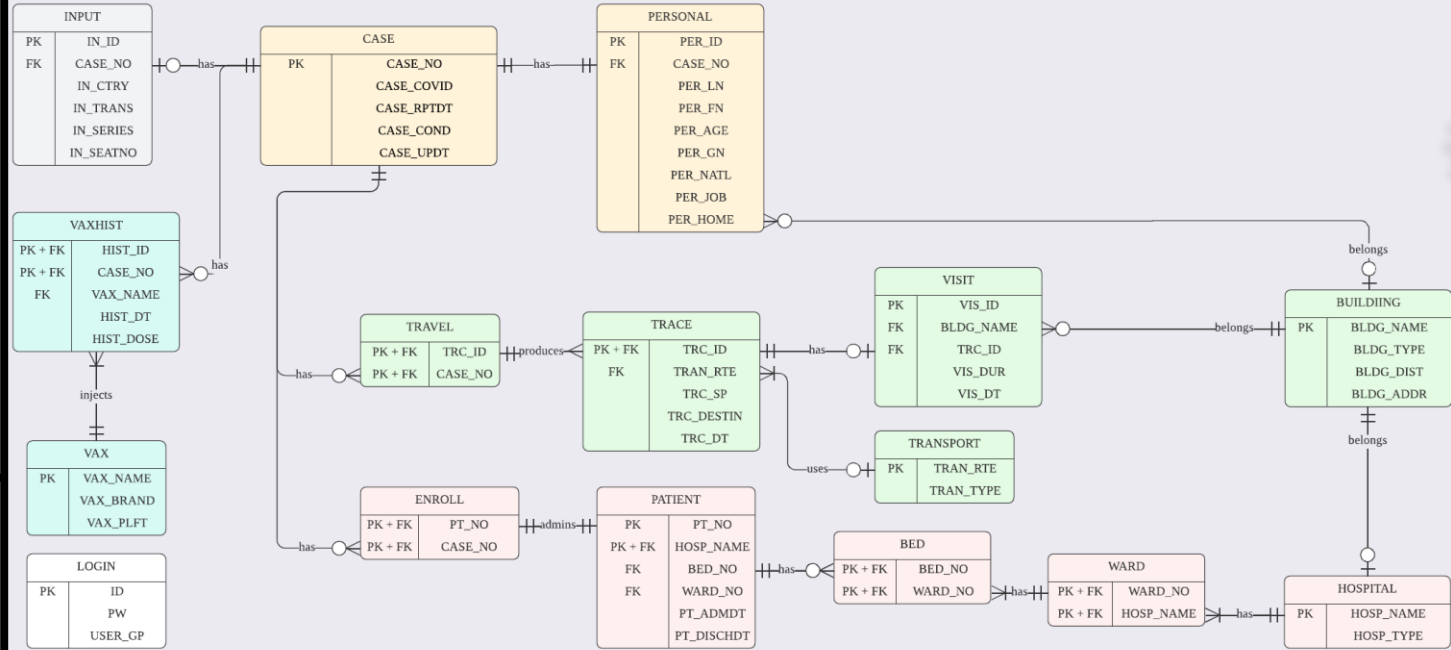 INPUT
PK IN_ID
FK CASE_NO
IN_CTRY
IN_TRANS
IN_SERIES
IN_SEATNO
has
CASE
PK CASE_NO
CASE_COVID
CASE_RPTDT
CASE_COND
CASE_UPDT
has
PERSONAL
PK PER_ID
FK CASE_NO
PER_LN
PER_FN
PER_AGE
PER_GN
PER_NATL
PER_JOB
PER_HOME
belongs
VAXHIST
PK + FK HIST_ID
PK + FK CASE_NO
FK VAX_NAME
HIST_DT
HIST_DOSE
has
injects
VAX
PK VAX_NAME
VAX_BRAND
VAX_PLFT
LOGIN
PK ID
PW
USER_GP
has
TRAVEL
PK + FK TRC_ID
PK + FK CASE_NO
produces
TRACE
PK + FK TRC_ID
FK TRAN_RTE
TRC_SP
TRC_DESTIN
TRC_DT
has
VISIT
PK VIS_ID
FK BLDG_NAME
FK TRC_ID
VIS_DUR
VIS_DT
belongs
BUILDIING
PK BLDG_NAME
BLDG_TYPE
BLDG_DIST
BLDG_ADDR
belongs
uses
TRANSPORT
PK TRAN_RTE
TRAN_TYPE
has
ENROLL
PK + FK PT_NO
PK + FK CASE_NO
admins
PATIENT
PK PT_NO
PK + FK HOSP_NAME
FK BED_NO
FK WARD_NO
PT_ADMDT
PT_DISCHDT
has
BED
PK + FK BED_NO
PK + FK WARD_NO
has
WARD
PK + FK WARD_NO
PK + FK HOSP_NAME
has
HOSPITAL
PK HOSP_NAME
HOSP_TYPE